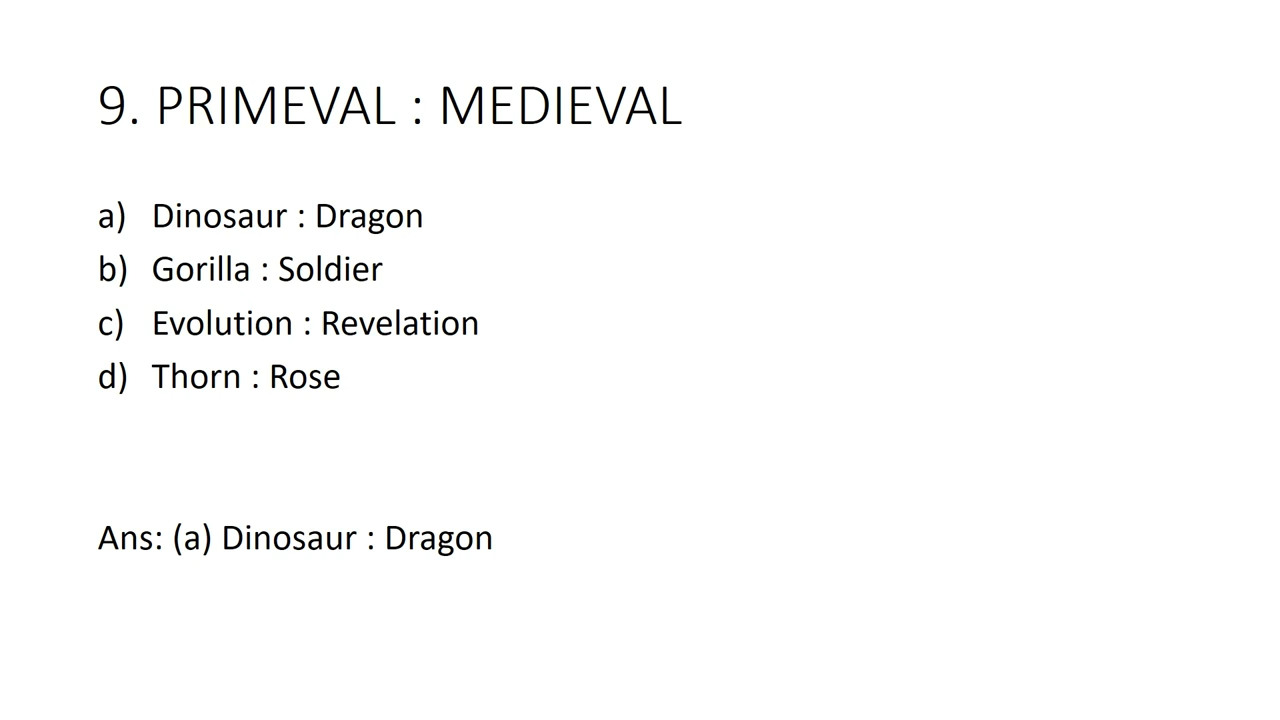 9. PRIMEVAL : MEDIEVAL
a) Dinosaur : Dragon
b) Gorilla : Soldier
c) Evolution : Revelation
d) Thorn : Rose
Ans: (a) Dinosaur : Dragon